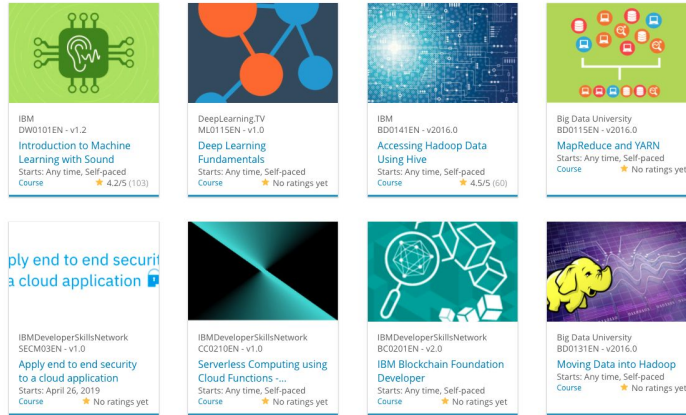 IBM
DW0101EN - v1.2
Introduction to Machine
Learning with Sound
Starts: Any time, Self-paced
Course 4.2/5 (103)
DeepLearning.TV
ML0115EN - v1.0
Deep Learning
Fundamentals
Starts: Any time, Self-paced
Course No ratings yet
IBM
BD0141EN - v2016.0
Accessing Hadoop Data
Using Hive
Starts: Any time, Self-paced
Course 4.5/5 (60)
Big Data University
BD0115EN - v2016.0
MapReduce and YARN
Starts: Any time, Self-paced
Course No ratings yet
ply end to end securit
a cloud application
IBMDeveloperSkillsNetwork
SECM03EN - v1.0
Apply end to end security
to a cloud application
Starts: April 26, 2019
Course No ratings yet
IBMDeveloperSkillsNetwork
CC0210EN - v1.0
Serverless Computing using
Cloud Functions -...
Starts: Any time, Self-paced
Course No ratings yet
IBMDeveloperSkillsNetwork
BC0201EN - v2.0
IBM Blockchain Foundation
Developer
Starts: Any time, Self-paced
Course No ratings yet
Big Data University
BD0131EN - v2016.0
Moving Data into Hadoop
Starts: Any time, Self-paced
Course No ratings yet